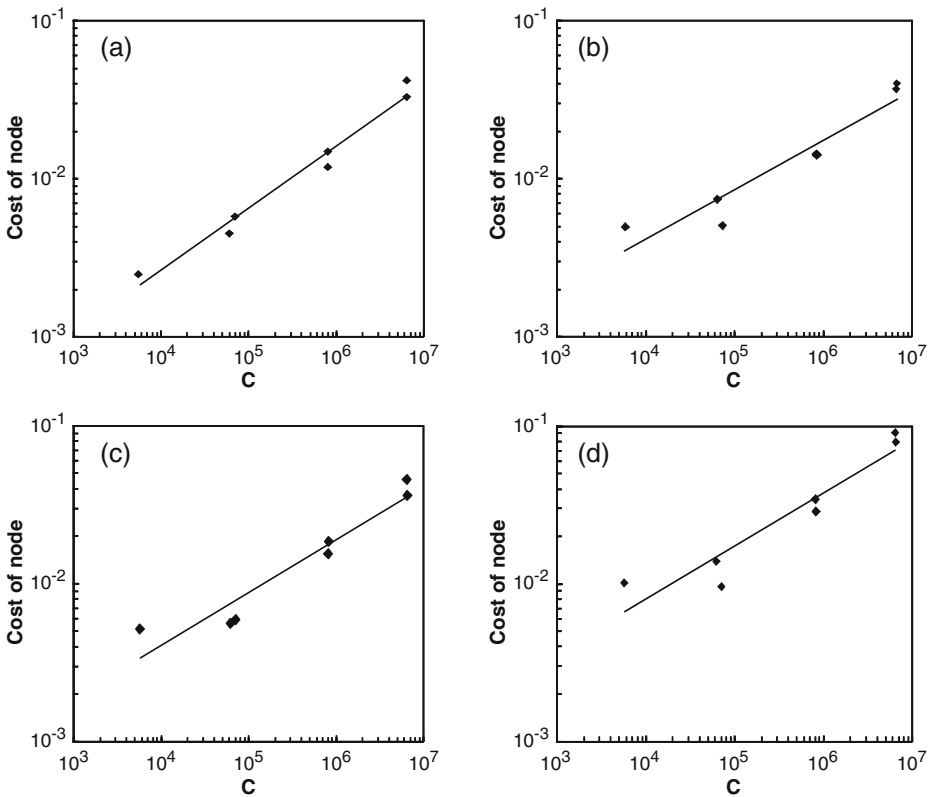 (a)
Cost of node
10⁻¹
10⁻²
10⁻³
10³ 10⁴ 10⁵ 10⁶ 10⁷
C
(b)
Cost of node
10⁻¹
10⁻²
10⁻³
10³ 10⁴ 10⁵ 10⁶ 10⁷
C
(c)
Cost of node
10⁻¹
10⁻²
10⁻³
10³ 10⁴ 10⁵ 10⁶ 10⁷
C
(d)
Cost of node
10⁻¹
10⁻²
10⁻³
10³ 10⁴ 10⁵ 10⁶ 10⁷
C